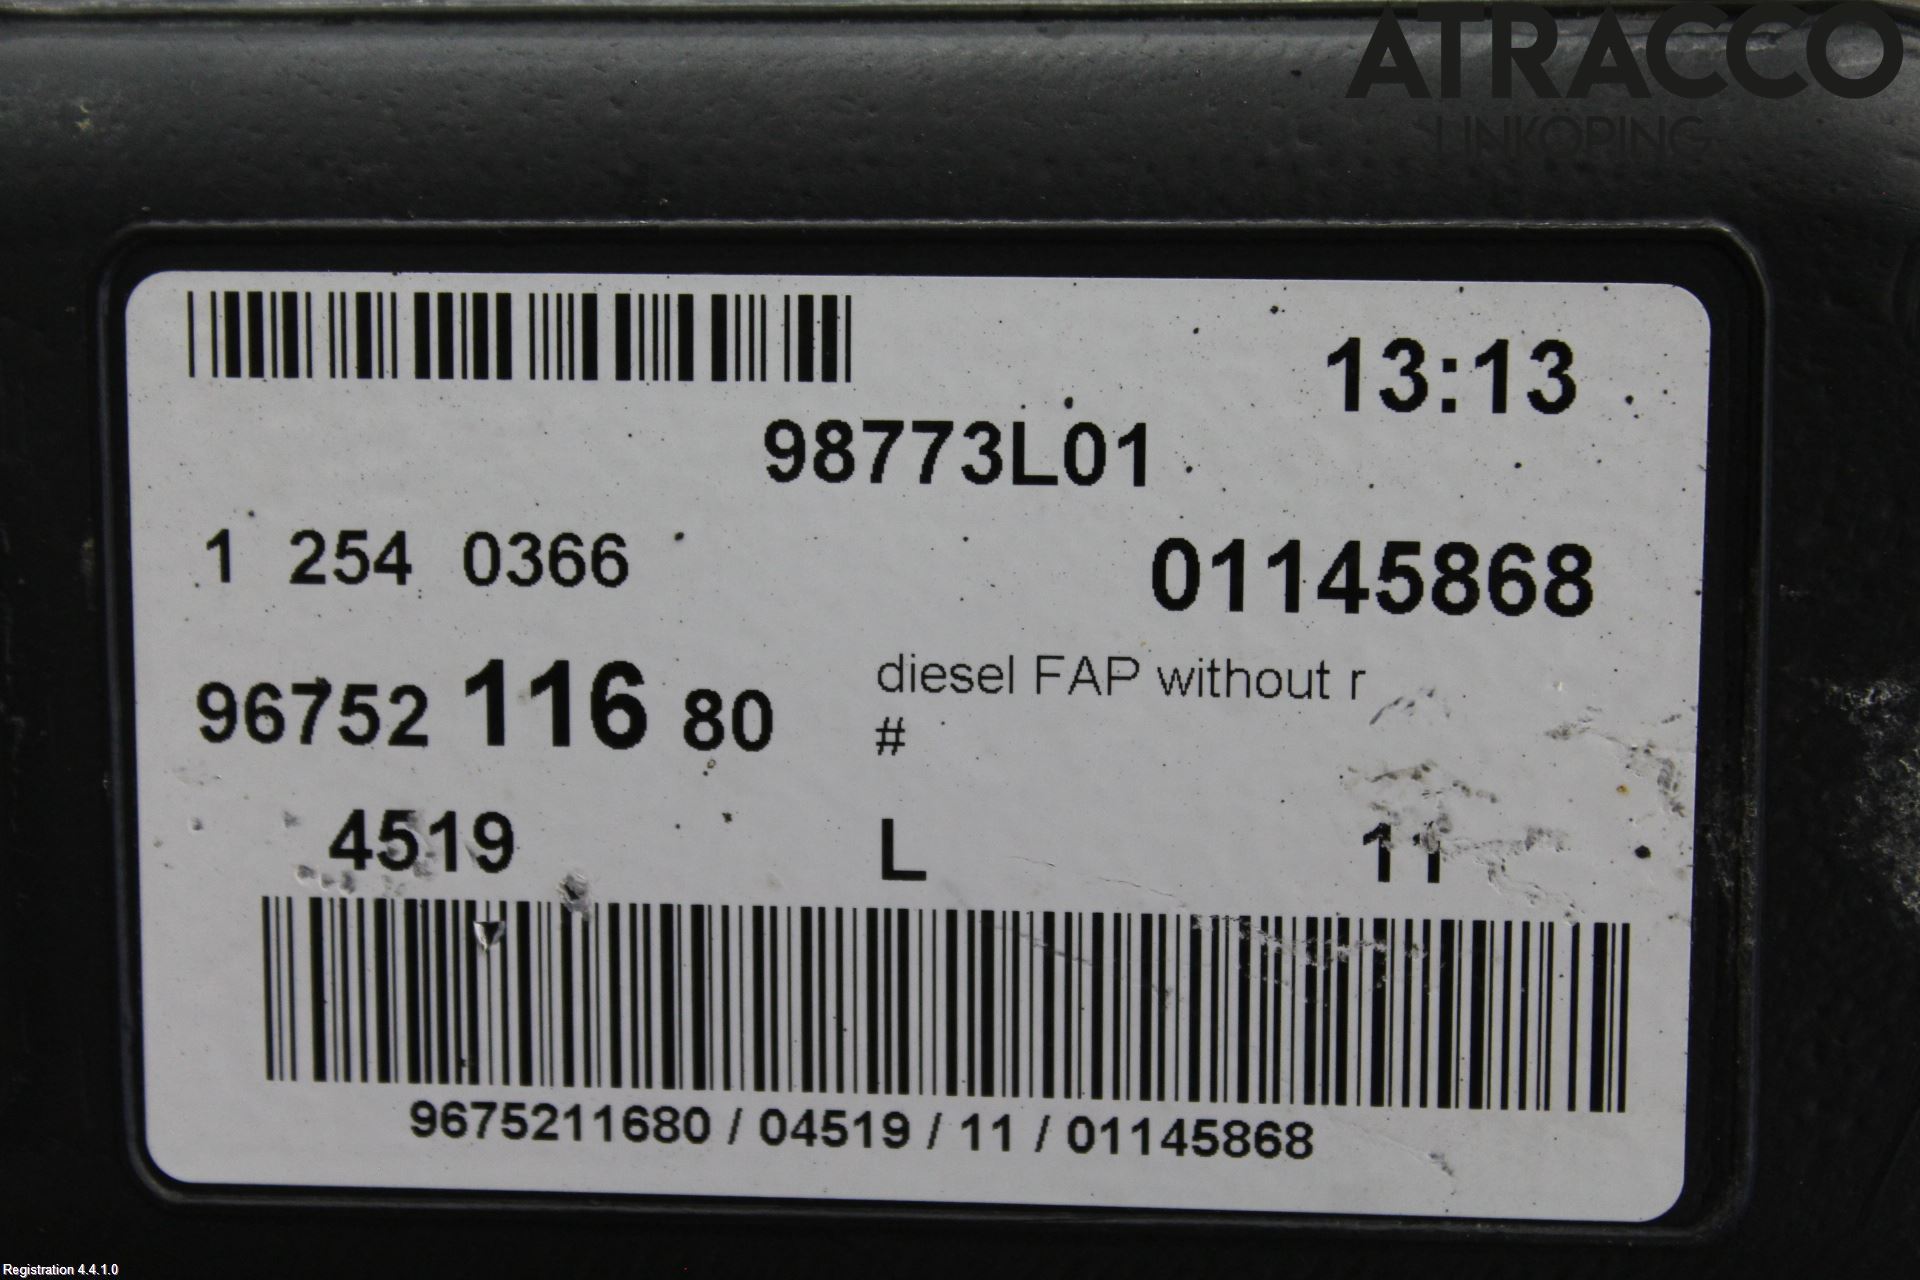 ATRACCO
LINKÖPING
13:13
98773L01
1 254 0366
01145868
96752 116 80
diesel FAP without r
#
4519 L 11
9675211680 / 04519 / 11 / 01145868
Registration 4.4.1.0